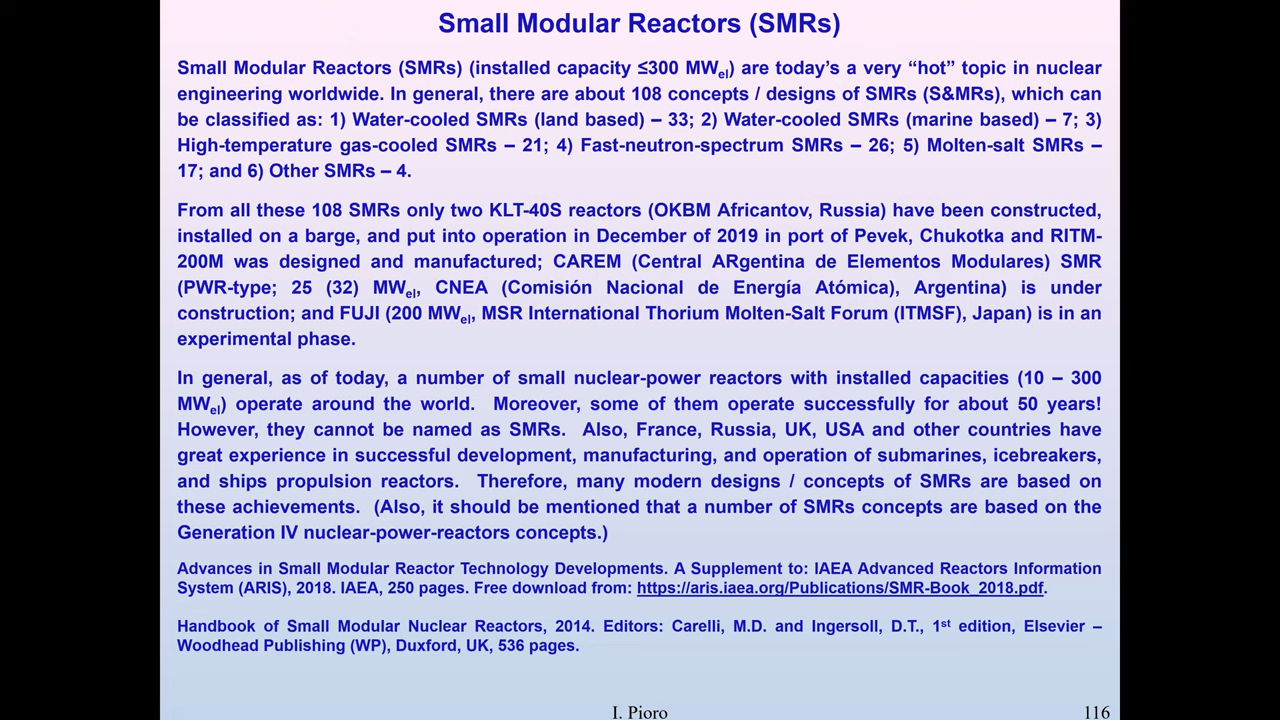 Small Modular Reactors (SMRs)
Small Modular Reactors (SMRs) (installed capacity ≤300 MWel) are today’s a very “hot” topic in nuclear
engineering worldwide. In general, there are about 108 concepts / designs of SMRs (S&MRs), which can
be classified as: 1) Water-cooled SMRs (land based) – 33; 2) Water-cooled SMRs (marine based) – 7; 3)
High-temperature gas-cooled SMRs – 21; 4) Fast-neutron-spectrum SMRs – 26; 5) Molten-salt SMRs –
17; and 6) Other SMRs – 4.
From all these 108 SMRs only two KLT-40S reactors (OKBM Africantov, Russia) have been constructed,
installed on a barge, and put into operation in December of 2019 in port of Pevek, Chukotka and RITM-
200M was designed and manufactured; CAREM (Central ARgentina de Elementos Modulares) SMR
(PWR-type; 25 (32) MWel, CNEA (Comisión Nacional de Energía Atómica), Argentina) is under
construction; and FUJI (200 MWel, MSR International Thorium Molten-Salt Forum (ITMSF), Japan) is in an
experimental phase.
In general, as of today, a number of small nuclear-power reactors with installed capacities (10 – 300
MWel) operate around the world. Moreover, some of them operate successfully for about 50 years!
However, they cannot be named as SMRs. Also, France, Russia, UK, USA and other countries have
great experience in successful development, manufacturing, and operation of submarines, icebreakers,
and ships propulsion reactors. Therefore, many modern designs / concepts of SMRs are based on
these achievements. (Also, it should be mentioned that a number of SMRs concepts are based on the
Generation IV nuclear-power-reactors concepts.)
Advances in Small Modular Reactor Technology Developments. A Supplement to: IAEA Advanced Reactors Information
System (ARIS), 2018. IAEA, 250 pages. Free download from: https://aris.iaea.org/Publications/SMR-Book_2018.pdf.
Handbook of Small Modular Nuclear Reactors, 2014. Editors: Carelli, M.D. and Ingersoll, D.T., 1st edition, Elsevier –
Woodhead Publishing (WP), Duxford, UK, 536 pages.
I. Pioro
116